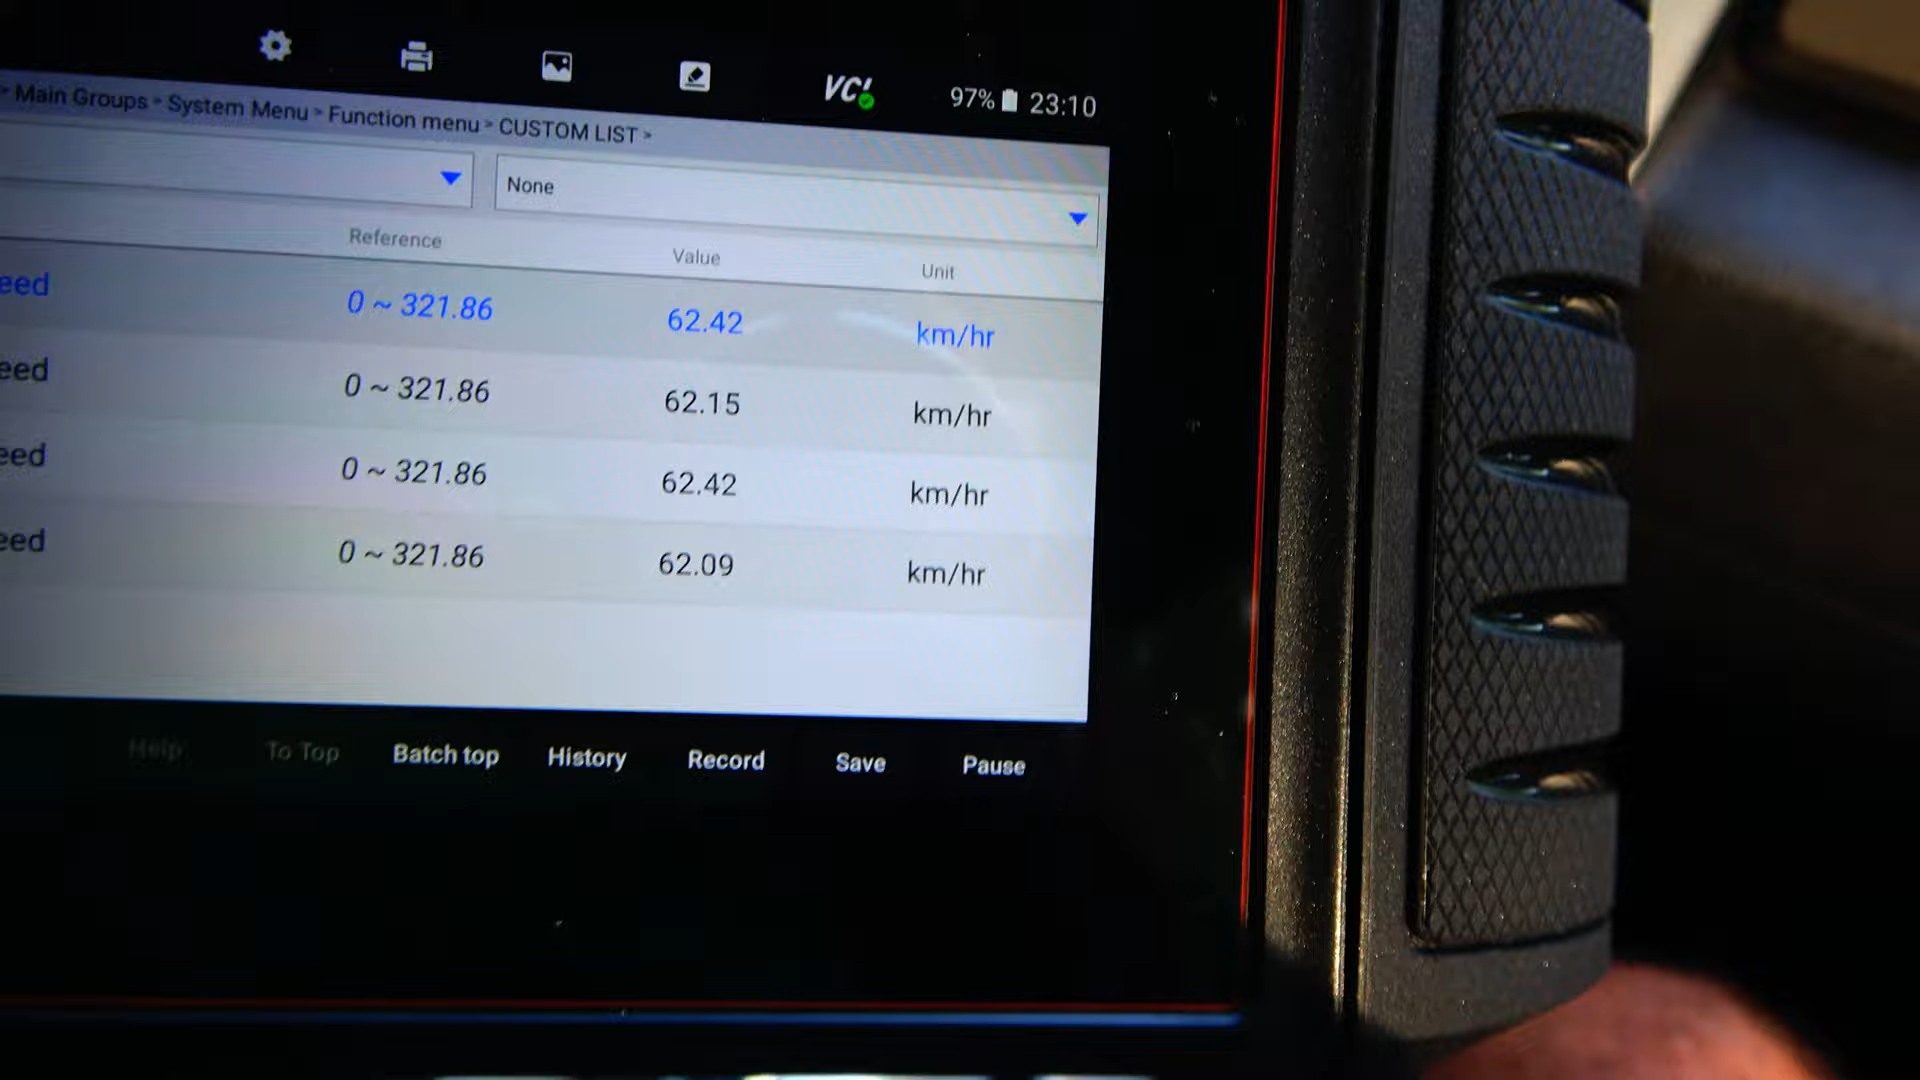 VCI 97% 23:10
> Main Groups > System Menu > Function menu > CUSTOM LIST >
None
Reference Value Unit
eed 0 ~ 321.86 62.42 km/hr
eed 0 ~ 321.86 62.15 km/hr
eed 0 ~ 321.86 62.42 km/hr
eed 0 ~ 321.86 62.09 km/hr
Help To Top Batch top History Record Save Pause